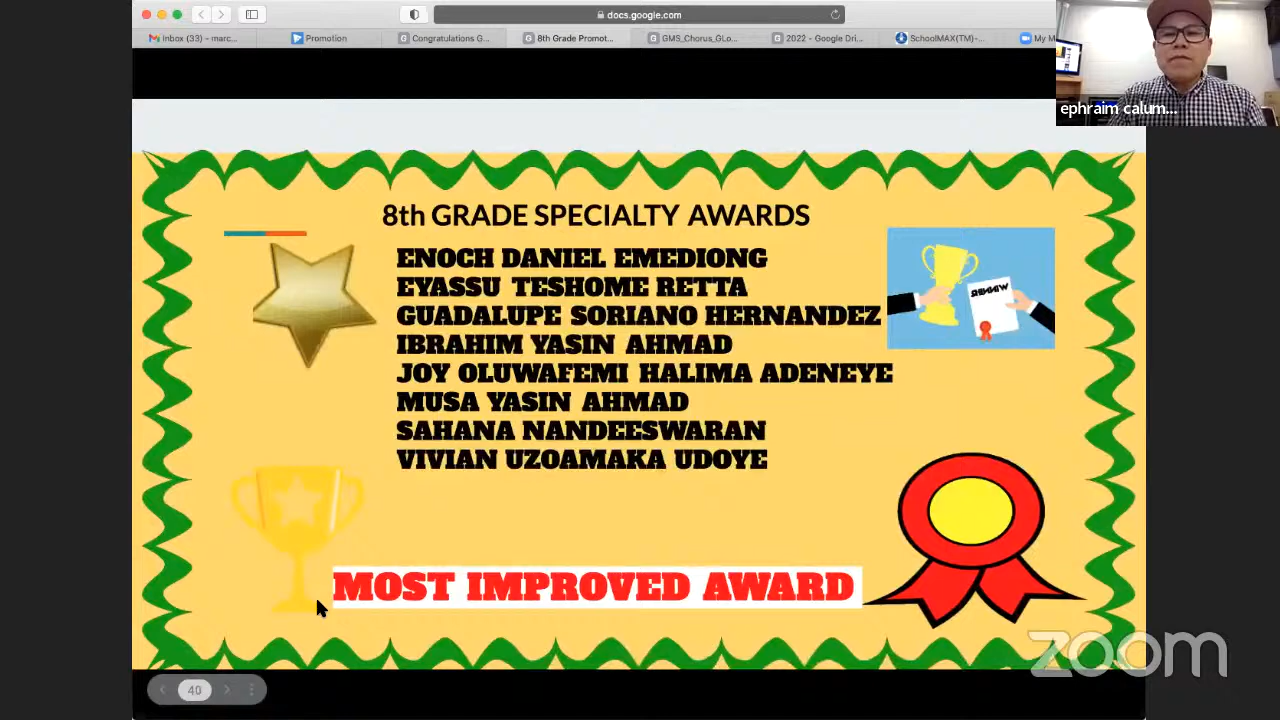 docs.google.com
inbox (33) – marc...
Promotion
Congratulations G...
8th Grade Promot...
GMS_Chorus_GLo...
2022 - Google Dri...
SchoolMAX(TM)-...
My M
ephraim calum...
8th GRADE SPECIALTY AWARDS
ENOCH DANIEL EMEDIONG
EYASSU TESHOME RETTA
GUADALUPE SORIANO HERNANDEZ
IBRAHIM YASIN AHMAD
JOY OLUWAFEMI HALIMA ADENEYE
MUSA YASIN AHMAD
SAHANA NANDEESWARAN
VIVIAN UZOAMAKA UDOYE
MOST IMPROVED AWARD
zoom
40